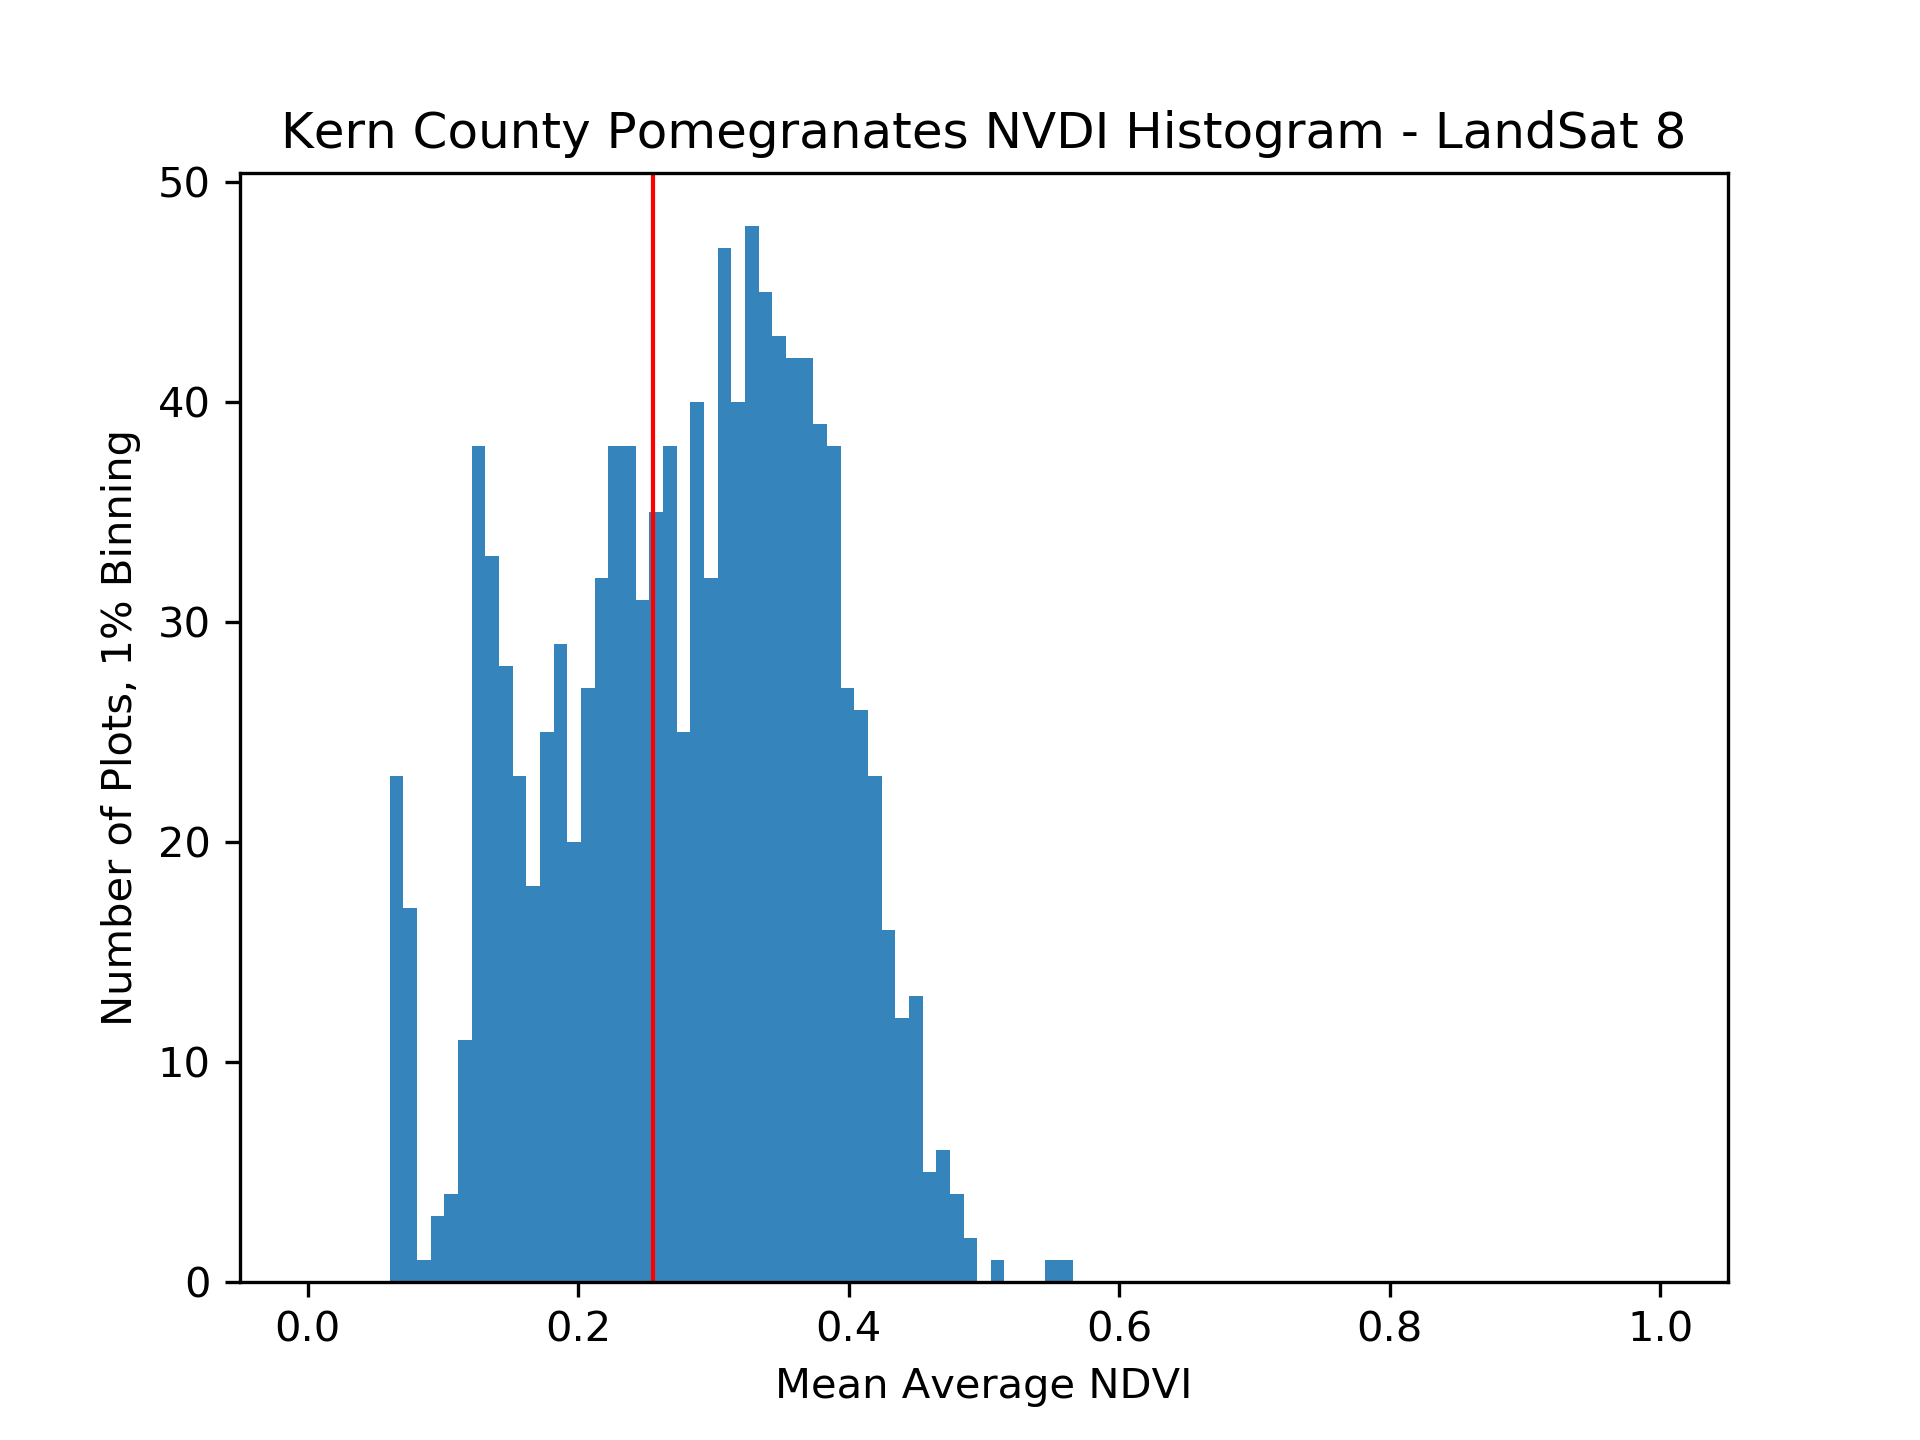 Kern County Pomegranates NVDI Histogram - LandSat 8
50
40
30
20
10
0
Number of Plots, 1% Binning
0.0 0.2 0.4 0.6 0.8 1.0
Mean Average NDVI